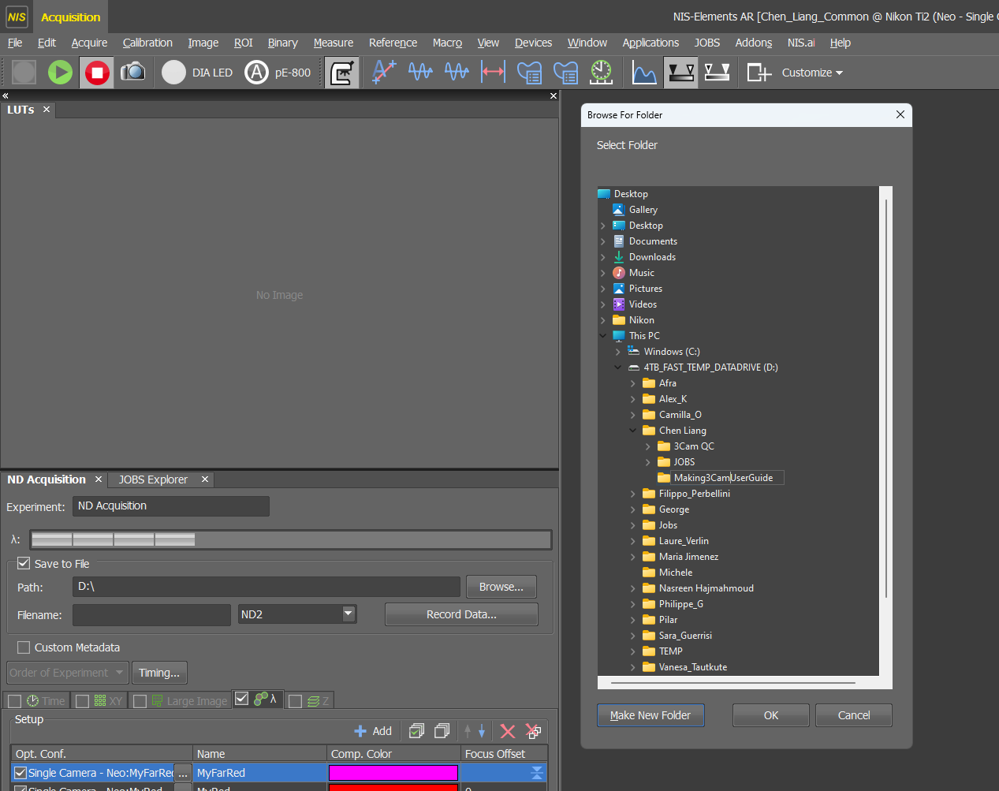 NIS Acquisition NIS-Elements AR [Chen_Liang_Common @ Nikon Ti2 (Neo - Single
File Edit Acquire Calibration Image ROI Binary Measure Reference Macro View Devices Window Applications JOBS Addons NIS.ai Help
DIA LED A pE-800 Customize
LUTs
No Image
ND Acquisition JOBS Explorer
Experiment: ND Acquisition
λ:
Save to File
Path: D:\ Browse...
Filename: ND2 Record Data...
Custom Metadata
Order of Experiment Timing...
Time XY Large Image λ Z
Setup
Add
Opt. Conf. Name Comp. Color Focus Offset
Single Camera - Neo:MyFarRed ... MyFarRed
Browse For Folder
Select Folder
Desktop
Gallery
Desktop
Documents
Downloads
Music
Pictures
Videos
Nikon
This PC
Windows (C:)
4TB_FAST_TEMP_DATADRIVE (D:)
Afra
Alex_K
Camilla_O
Chen Liang
3Cam QC
JOBS
Making3CamUserGuide
Filippo_Perbellini
George
Jobs
Laure_Verlin
Maria Jimenez
Michele
Nasreen Hajmahmoud
Philippe_G
Pilar
Sara_Guerrisi
TEMP
Vanesa_Tautkute
Make New Folder OK Cancel